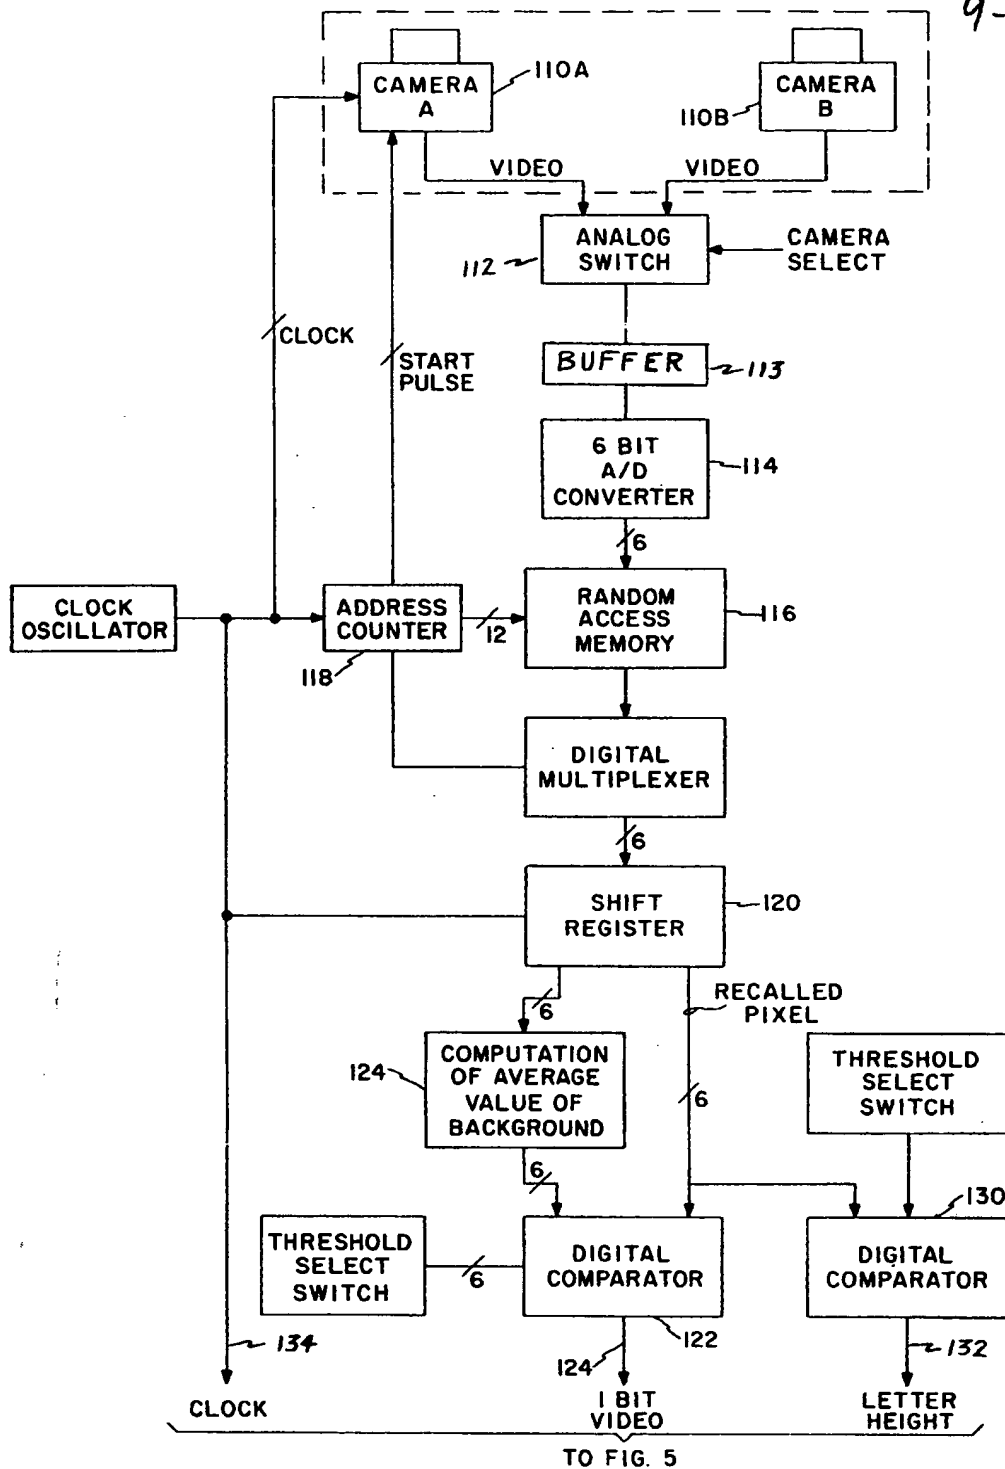 9-
CAMERA
A
110A
CAMERA
B
110B
VIDEO
VIDEO
ANALOG
SWITCH
112
CAMERA
SELECT
CLOCK
START
PULSE
BUFFER
113
6 BIT
A/D
CONVERTER
114
6
CLOCK
OSCILLATOR
ADDRESS
COUNTER
118
12
RANDOM
ACCESS
MEMORY
116
DIGITAL
MULTIPLEXER
6
SHIFT
REGISTER
120
6
RECALLED
PIXEL
COMPUTATION
OF AVERAGE
VALUE OF
BACKGROUND
124
6
THRESHOLD
SELECT
SWITCH
6
130
THRESHOLD
SELECT
SWITCH
6
DIGITAL
COMPARATOR
DIGITAL
COMPARATOR
134
124
122
132
CLOCK
1 BIT
VIDEO
LETTER
HEIGHT
TO FIG. 5